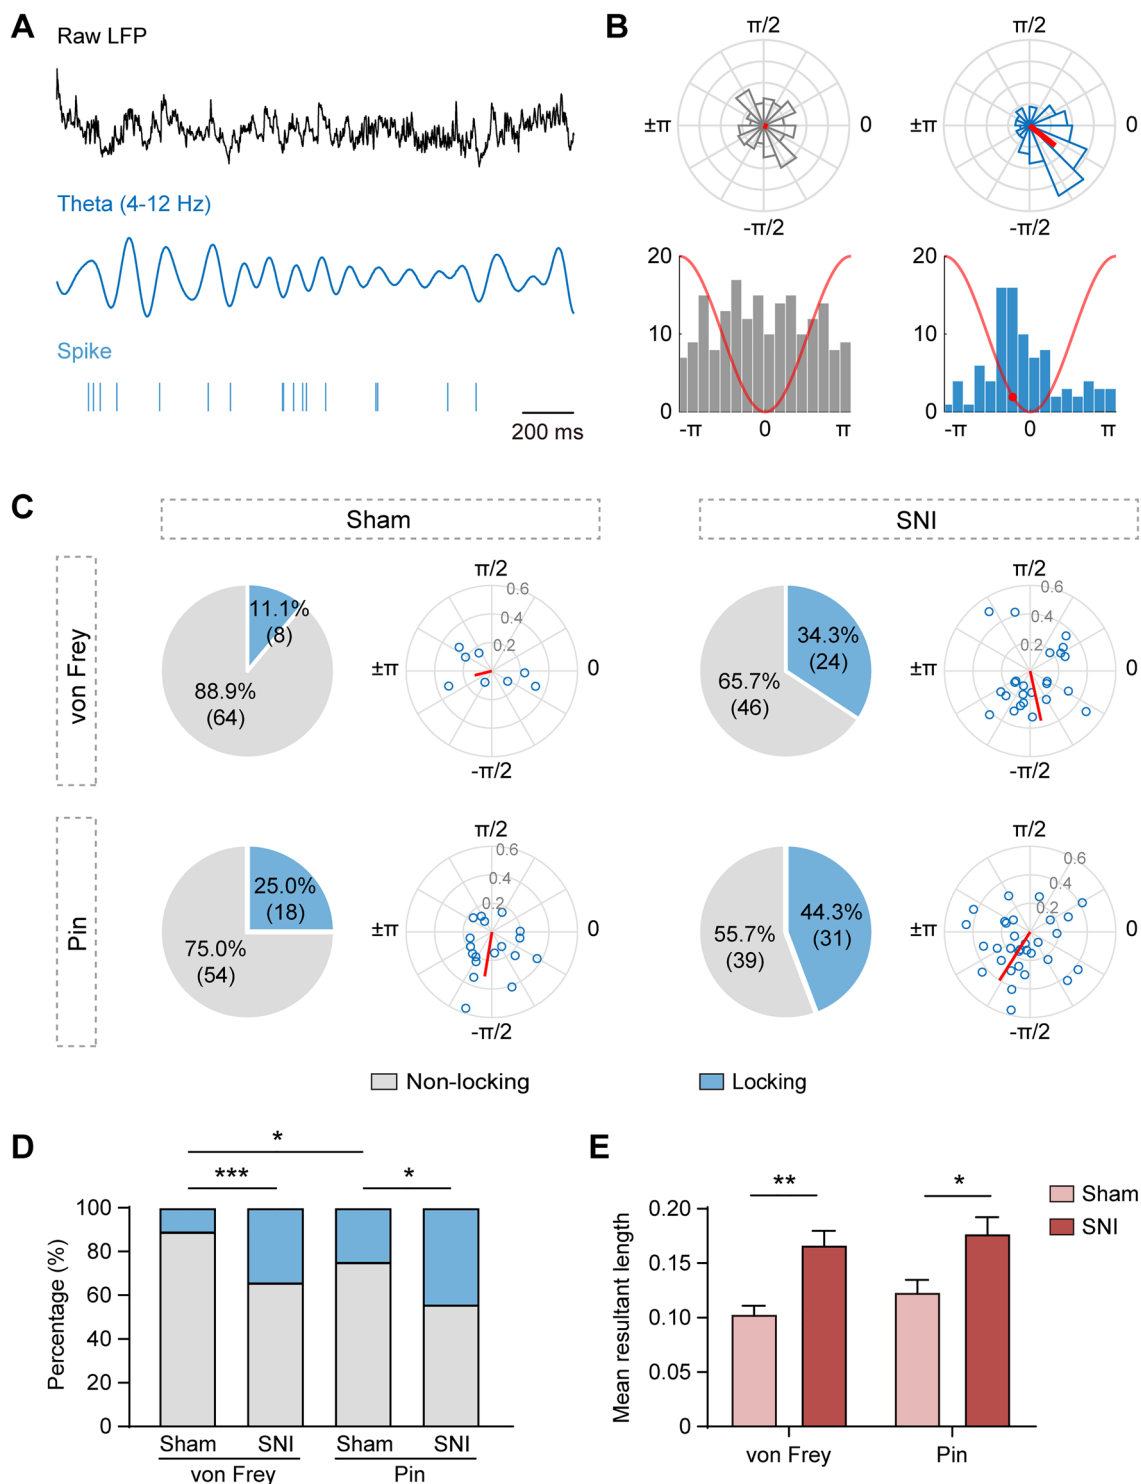 A
Raw LFP
Theta (4-12 Hz)
Spike
200 ms
B
π/2
±π
0
-π/2
π/2
±π
0
-π/2
20
10
0
-π
0
π
20
10
0
-π
0
π
C
Sham
SNI
von Frey
11.1%
(8)
88.9%
(64)
π/2
0.6
0.4
0.2
±π
0
-π/2
34.3%
(24)
65.7%
(46)
π/2
0.6
0.4
0.2
±π
0
-π/2
Pin
25.0%
(18)
75.0%
(54)
π/2
0.6
0.4
0.2
±π
0
-π/2
44.3%
(31)
55.7%
(39)
π/2
0.6
0.4
0.2
±π
0
-π/2
Non-locking
Locking
D
*
***
*
Percentage (%)
100
80
60
40
20
0
Sham
SNI
Sham
SNI
von Frey
Pin
E
**
*
Sham
SNI
Mean resultant length
0.20
0.15
0.10
0.05
0
von Frey
Pin